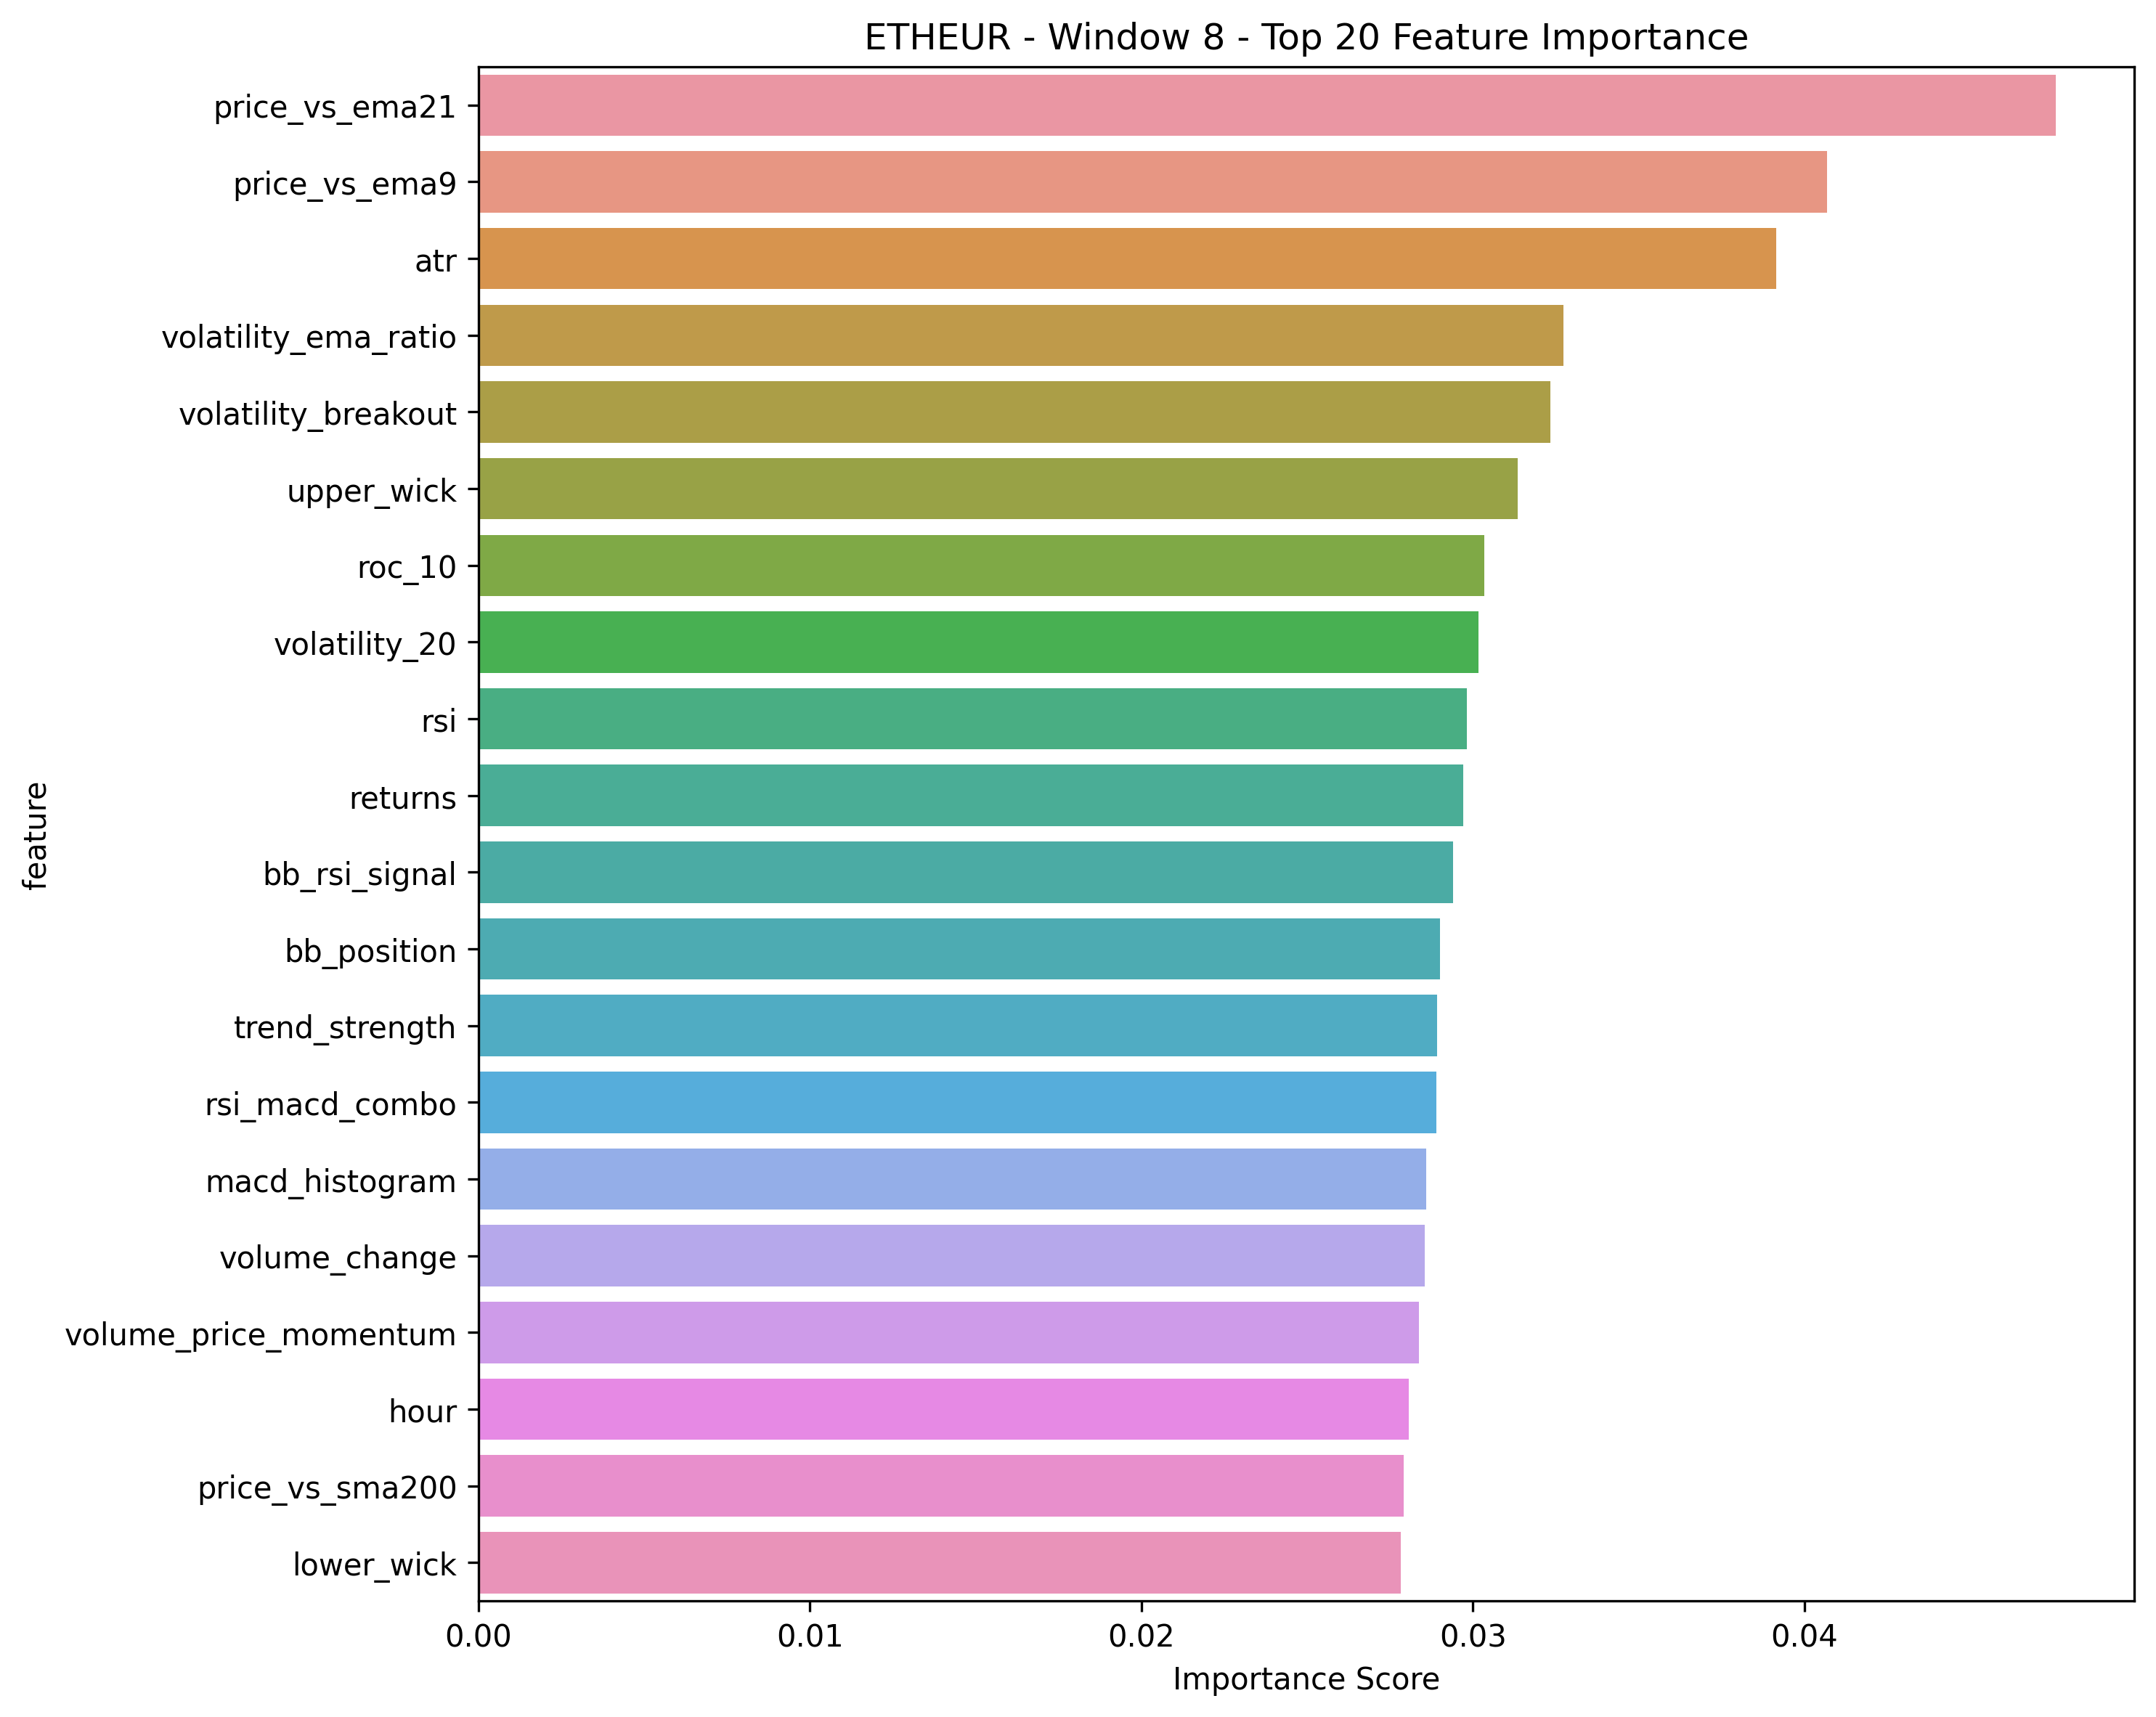 ETHEUR - Window 8 - Top 20 Feature Importance
price_vs_ema21
price_vs_ema9
atr
volatility_ema_ratio
volatility_breakout
upper_wick
roc_10
volatility_20
rsi
returns
bb_rsi_signal
bb_position
trend_strength
rsi_macd_combo
macd_histogram
volume_change
volume_price_momentum
hour
price_vs_sma200
lower_wick
feature
0.00 0.01 0.02 0.03 0.04
Importance Score